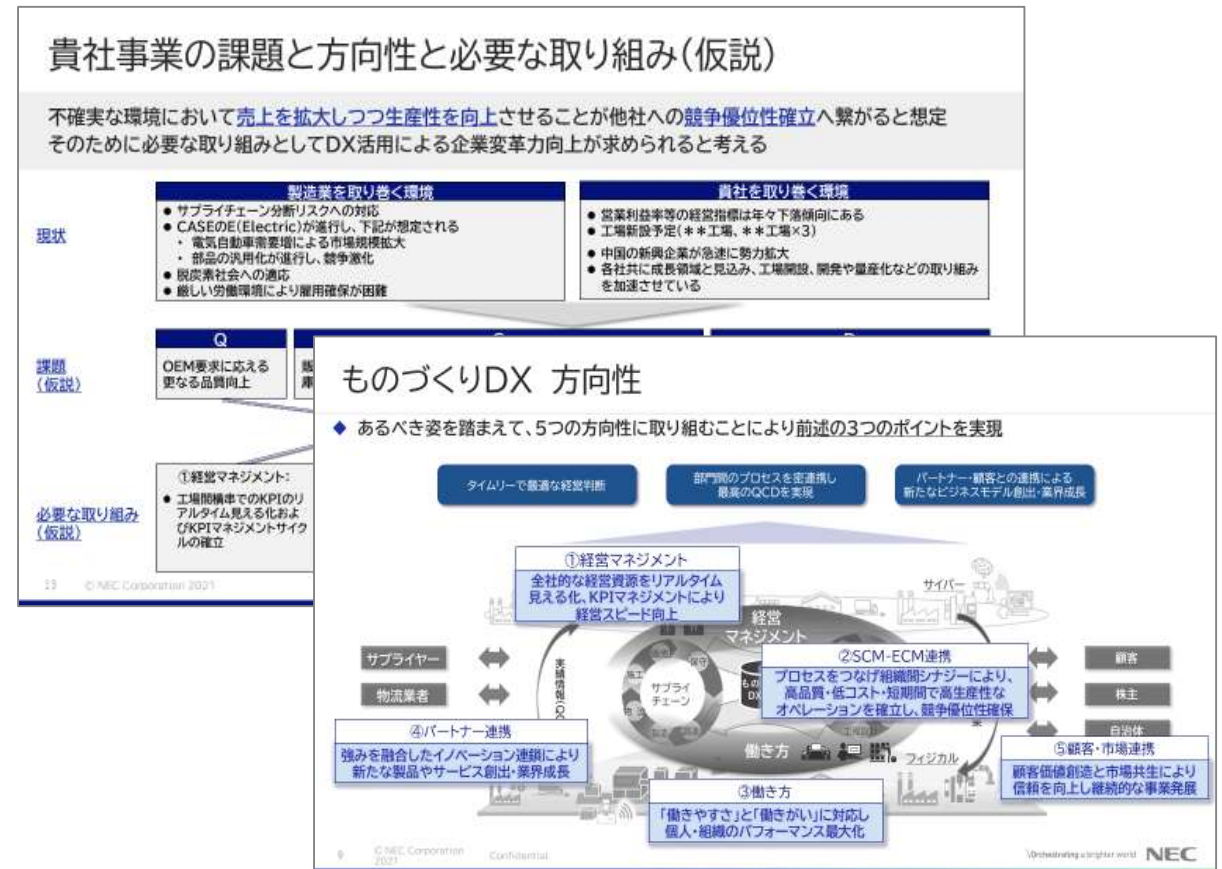 貴社事業の課題と方向性と必要な取り組み(仮説)
不確実な環境において売上を拡大しつつ生産性を向上させることが他社への競争優位性確立へ繋がると想定
そのために必要な取り組みとしてDX活用による企業変革力向上が求められると考える
現状
製造業を取り巻く環境
● サプライチェーン分断リスクへの対応
● CASEのE(Electric)が進行し、下記が想定される
・ 電気自動車需要増による市場規模拡大
・ 部品の汎用化が進行し、競争激化
● 脱炭素社会への適応
● 厳しい労働環境により雇用確保が困難
貴社を取り巻く環境
● 営業利益率等の経営指標は年々下落傾向にある
● 工場新設予定(**工場、**工場×3)
● 中国の新興企業が急速に勢力拡大
● 各社共に成長領域と見込み、工場開設、開発や量産化などの取り組み
を加速させている
課題
(仮説)
Q
OEM要求に応える
更なる品質向上
必要な取り組み
(仮説)
①経営マネジメント:
● 工場間横串でのKPIのリ
アルタイム見える化およ
びKPIマネジメントサイク
ルの確立
© NEC Corporation 2021
ものづくりDX 方向性
◆ あるべき姿を踏まえて、5つの方向性に取り組むことにより前述の3つのポイントを実現
タイムリーで最適な経営判断
部門間のプロセスを密連携し
最高のQCDを実現
パートナー・顧客との連携による
新たなビジネスモデル創出・業界成長
①経営マネジメント
全社的な経営資源をリアルタイム
見える化、KPIマネジメントにより
経営スピード向上
サイバー
経営
マネジメント
サプライヤー
物流業者
実績情報(QC
保守
サプライ
チェーン
②SCM-ECM連携
プロセスをつなげ組織間シナジーにより、
高品質・低コスト・短期間で高生産性な
オペレーションを確立し、競争優位性確保
顧客
株主
自治体
④パートナー連携
強みを融合したイノベーション連鎖により
新たな製品やサービス創出・業界成長
働き方
フィジカル
⑤顧客・市場連携
顧客価値創造と市場共生により
信頼を向上し継続的な事業発展
③働き方
「働きやすさ」と「働きがい」に対応し
個人・組織のパフォーマンス最大化
9
© NEC Corporation
2021
Confidential
\Orchestrating a brighter world
NEC